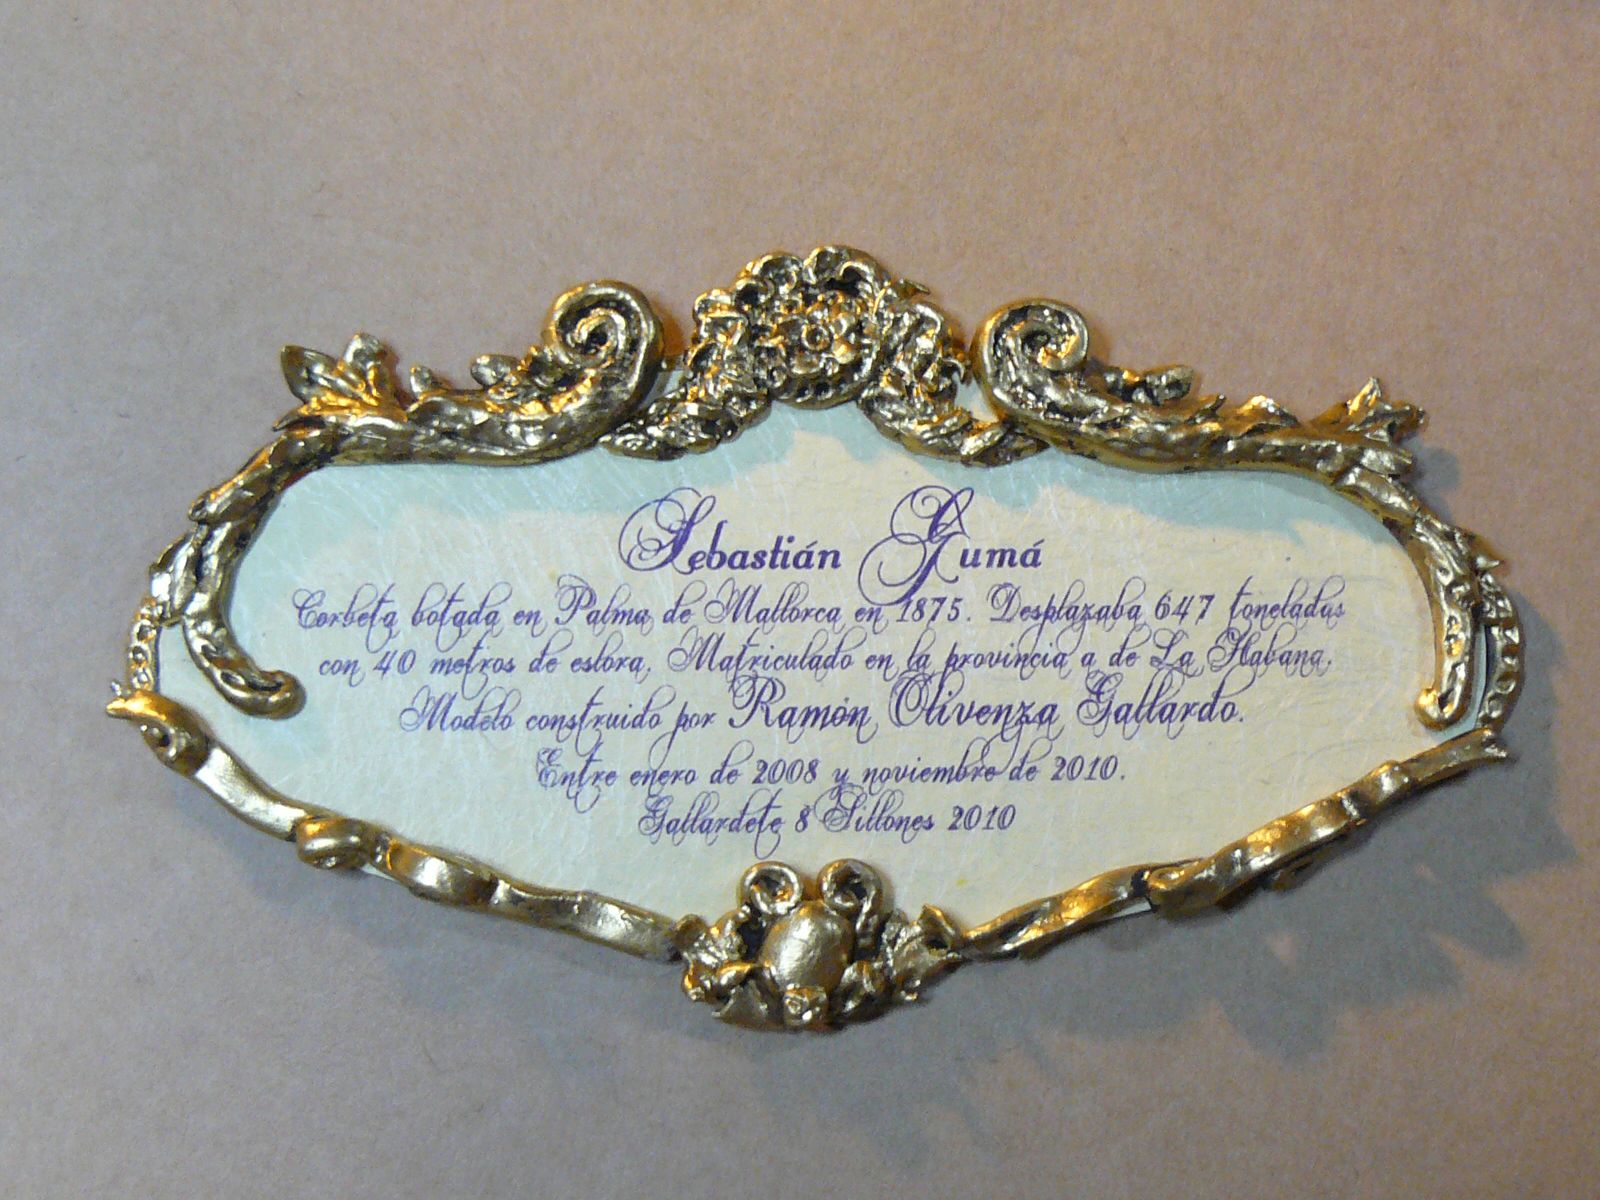 Sebastián Gumá
Corbeta botada en Palma de Mallorca en 1875. Desplazaba 647 toneladas
con 40 metros de eslora. Matriculado en la provincia a de La Habana.
Modelo construido por Ramón Olivenza Gallardo.
Entre enero de 2008 y noviembre de 2010.
Gallardete 8 Sillones 2010